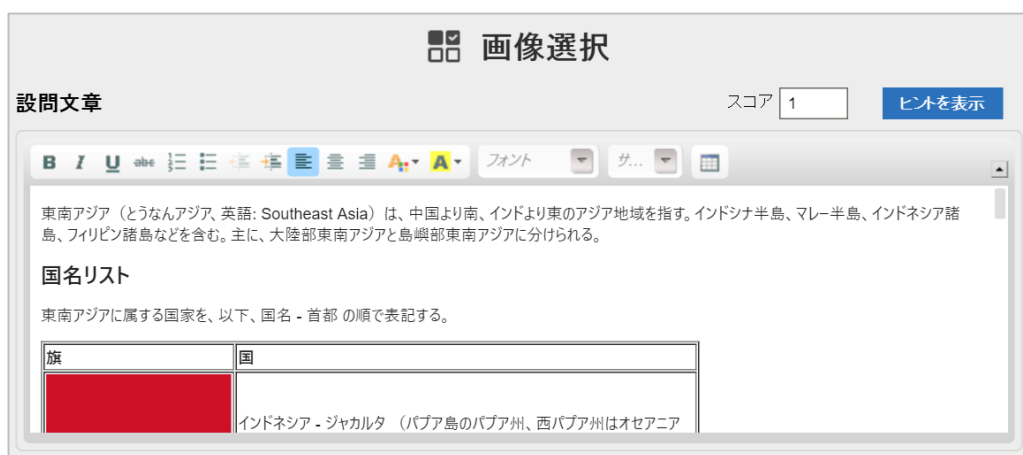 画像選択
設問文章
スコア 1 ヒントを表示
B I U abc A A フォント サ...
東南アジア（とうなんアジア、英語: Southeast Asia）は、中国より南、インドより東のアジア地域を指す。インドシナ半島、マレー半島、インドネシア諸
島、フィリピン諸島などを含む。主に、大陸部東南アジアと島嶼部東南アジアに分けられる。
国名リスト
東南アジアに属する国家を、以下、国名 - 首都 の順で表記する。
旗 国
インドネシア - ジャカルタ （パプア島のパプア州、西パプア州はオセアニア